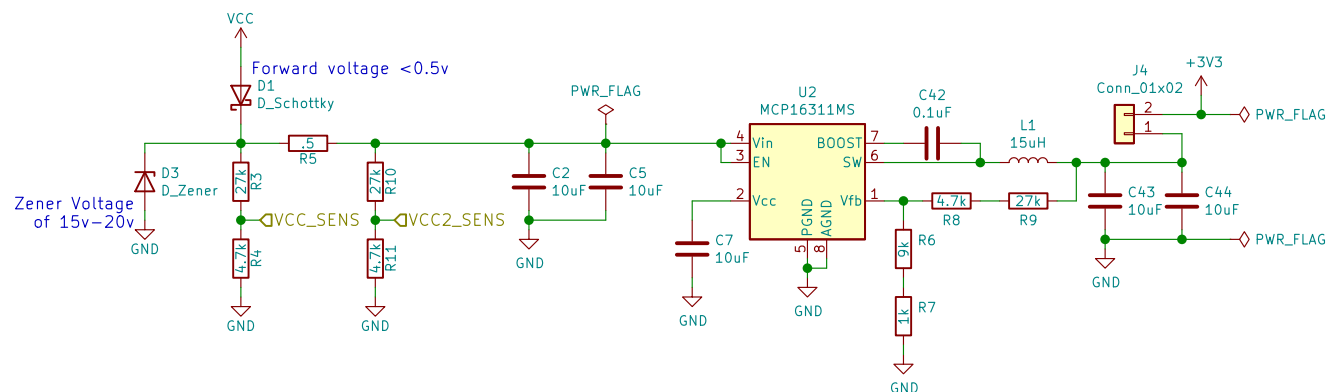 VCC
Forward voltage <0.5v
D1
D_Schottky
PWR_FLAG
U2
MCP16311MS
C42
0.1uF
L1
15uH
J4
Conn_01x02
+3V3
2
1
PWR_FLAG
.5
R5
4
Vin
3
EN
2
Vcc
BOOST
7
SW
6
Vfb
1
PGND
5
AGND
8
D3
D_Zener
Zener Voltage
of 15v-20v
GND
27k
R3
VCC_SENS
4.7k
R4
GND
27k
R10
VCC2_SENS
4.7k
R11
GND
C2
10uF
C5
10uF
GND
C7
10uF
GND
GND
4.7k
R8
27k
R9
9k
R6
1k
R7
GND
C43
10uF
C44
10uF
PWR_FLAG
GND